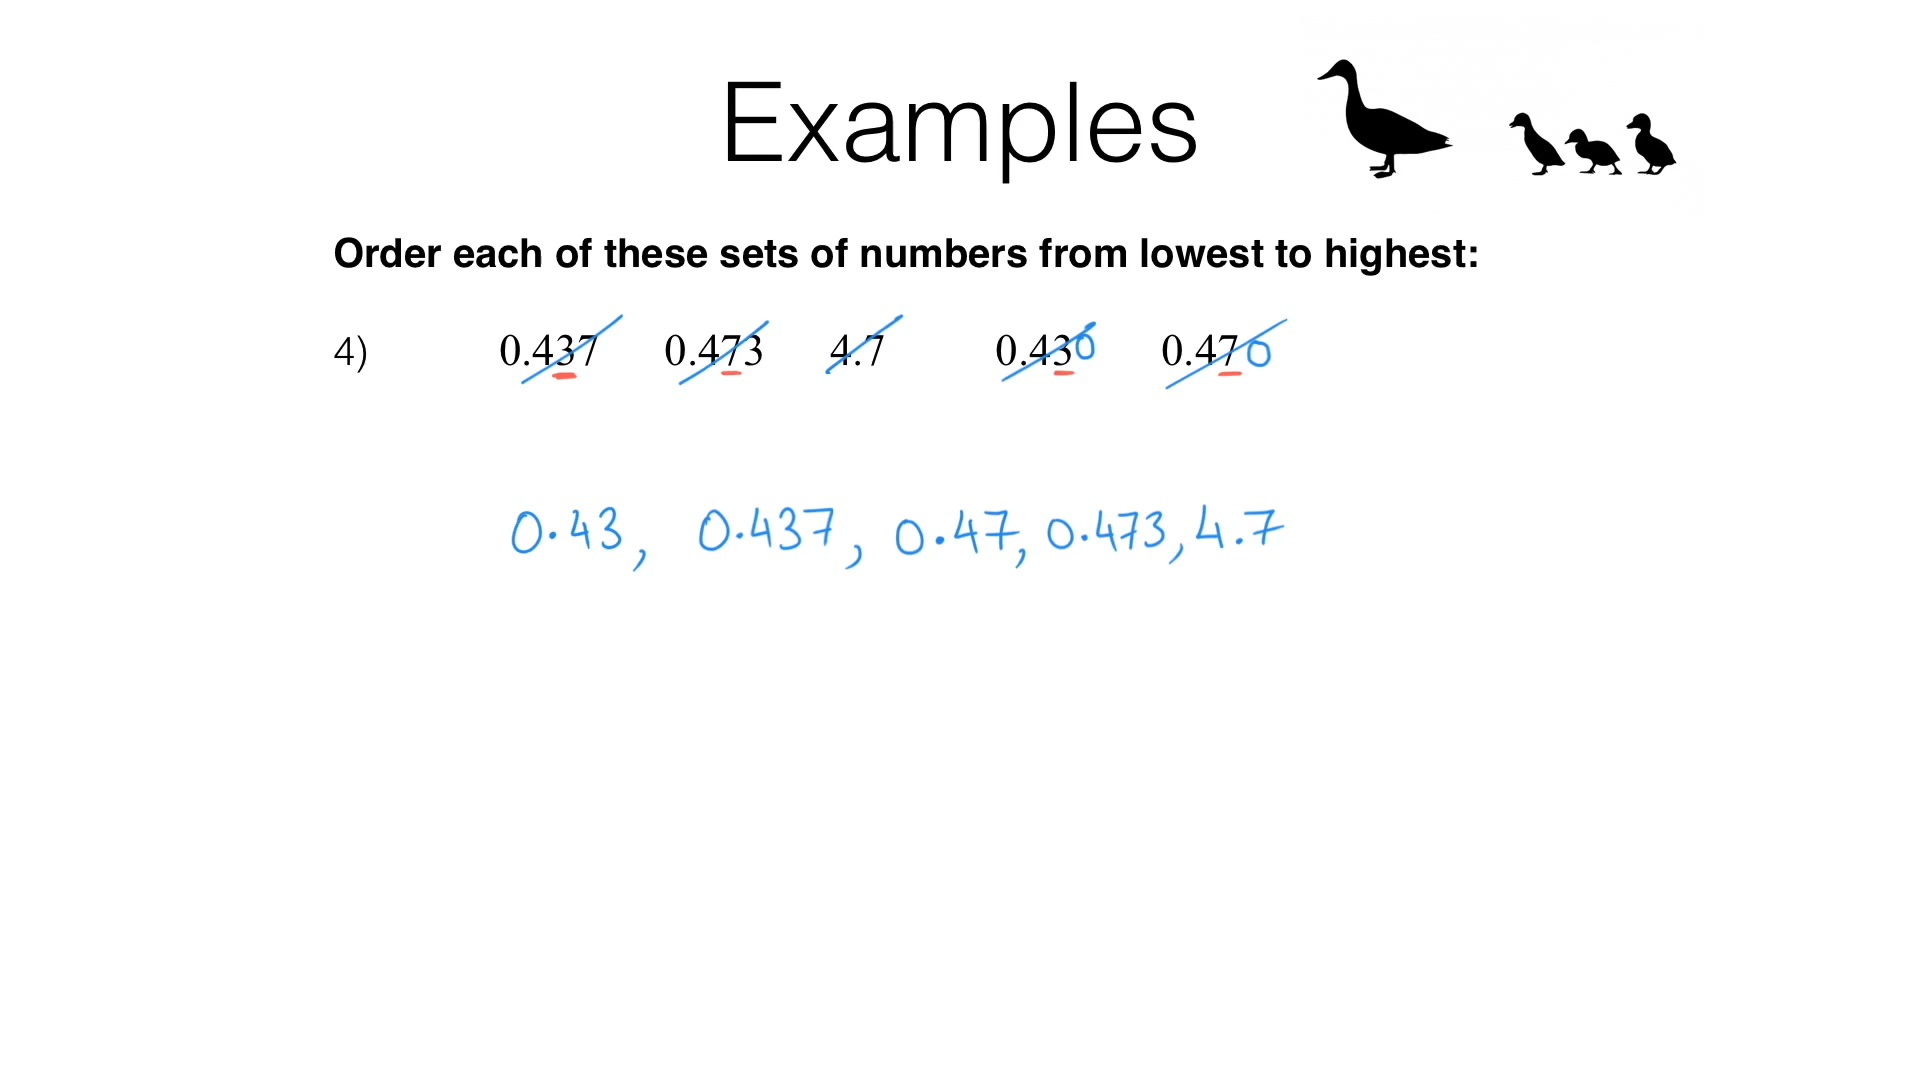 Examples
Order each of these sets of numbers from lowest to highest:
4) 0.437 0.473 4.7 0.430 0.470
0.43, 0.437, 0.47, 0.473, 4.7